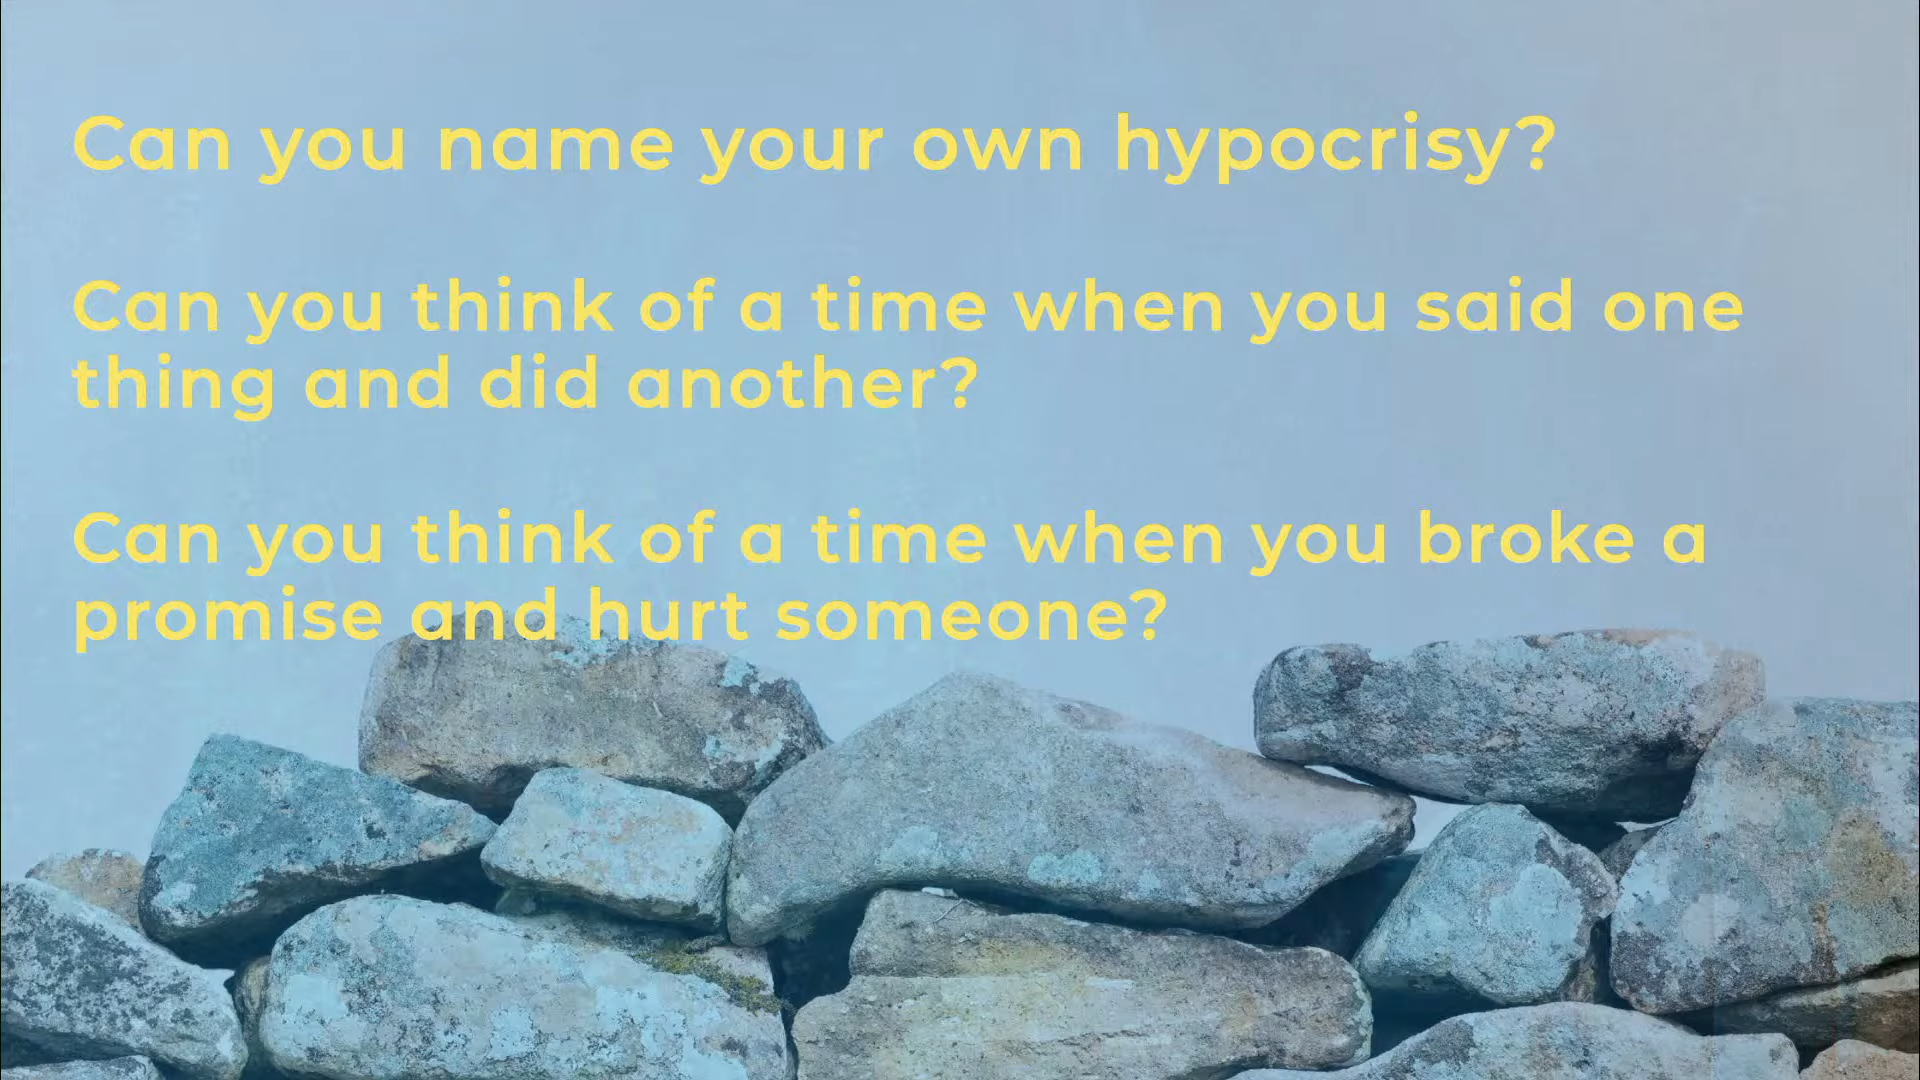 Can you name your own hypocrisy?
Can you think of a time when you said one
thing and did another?
Can you think of a time when you broke a
promise and hurt someone?